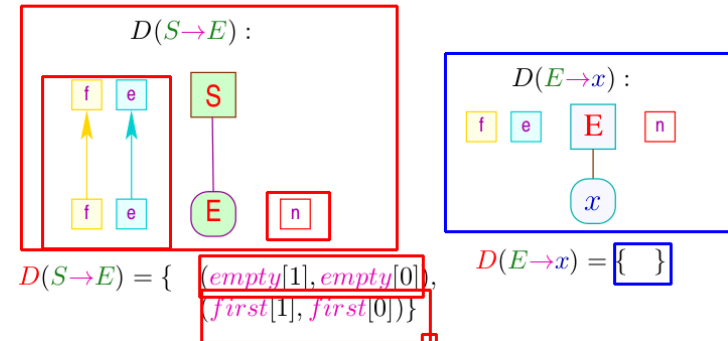 D(S→E) :
f e S
f e E n
D(S→E) = { (empty[1], empty[0]),
(first[1], first[0])}
D(E→x) :
f e E n
x
D(E→x) = { }